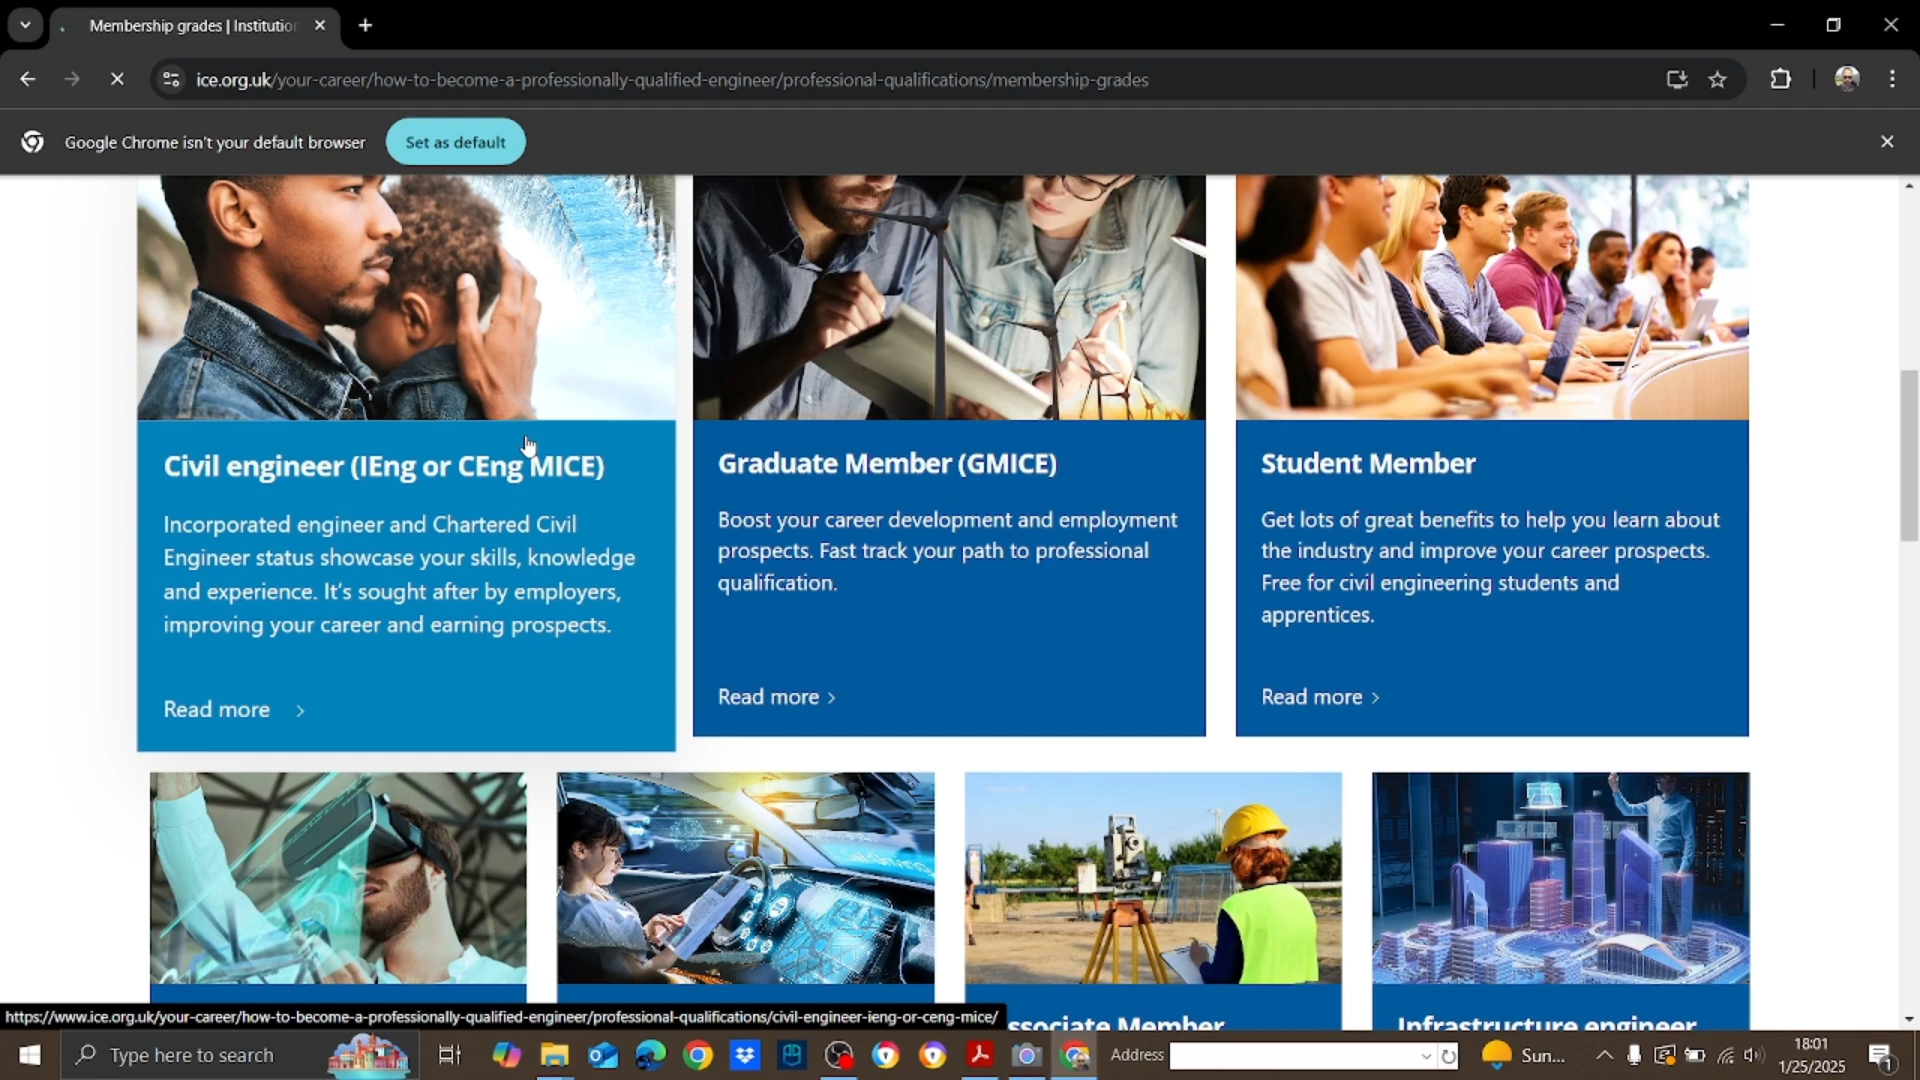 Membership grades | Institution
ice.org.uk/your-career/how-to-become-a-professionally-qualified-engineer/professional-qualifications/membership-grades
Google Chrome isn't your default browser
Set as default
Civil engineer (IEng or CEng MICE)
Incorporated engineer and Chartered Civil
Engineer status showcase your skills, knowledge
and experience. It's sought after by employers,
improving your career and earning prospects.
Read more
Graduate Member (GMICE)
Boost your career development and employment
prospects. Fast track your path to professional
qualification.
Read more
Student Member
Get lots of great benefits to help you learn about
the industry and improve your career prospects.
Free for civil engineering students and
apprentices.
Read more
ssociate Member
Infrastructure engineer
https://www.ice.org.uk/your-career/how-to-become-a-professionally-qualified-engineer/professional-qualifications/civil-engineer-ieng-or-ceng-mice/
Type here to search
Address
Sun...
18:01
1/25/2025
1